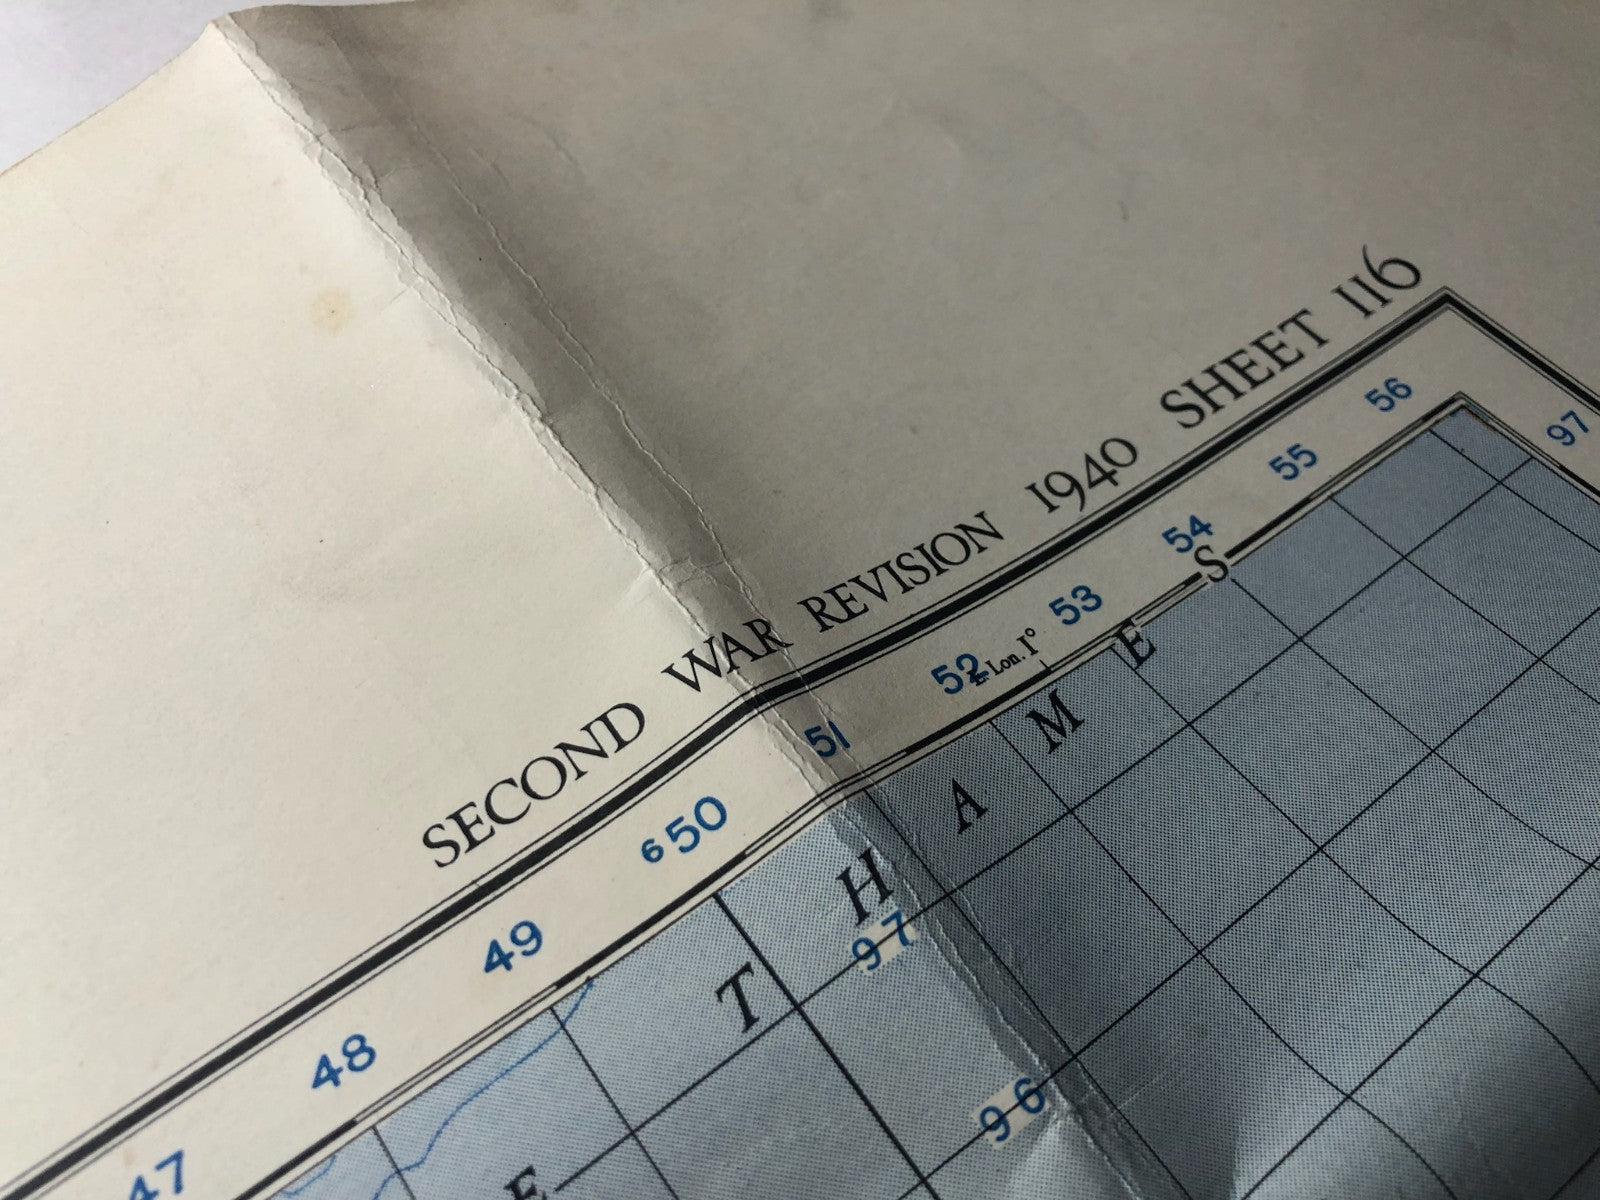 SECOND WAR REVISION 1940 SHEET 116
47 48 49 650 51 52 53 54 55 56
E. Lon. 1°
97
THAMES
97
96
E